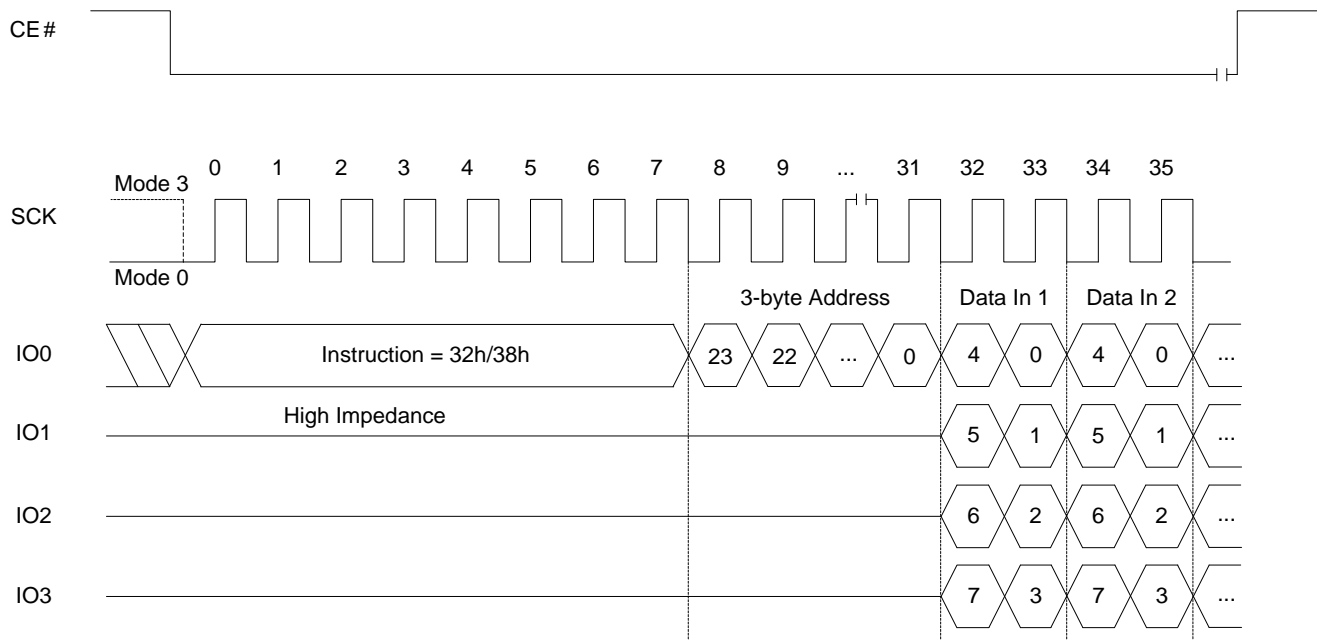 CE#
0 1 2 3 4 5 6 7 8 9 ... 31 32 33 34 35
Mode 3
SCK
Mode 0
3-byte Address Data In 1 Data In 2
IO0 Instruction = 32h/38h 23 22 ... 0 4 0 4 0 ...
High Impedance
IO1 5 1 5 1 ...
IO2 6 2 6 2 ...
IO3 7 3 7 3 ...